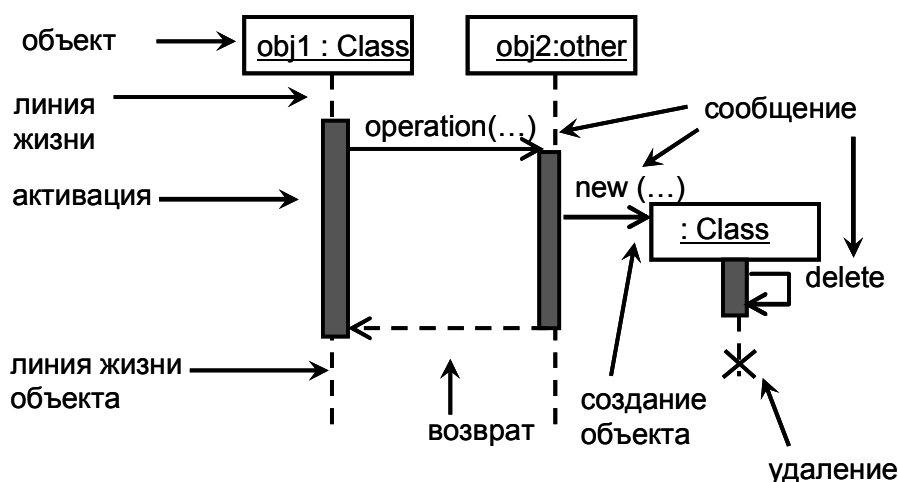 объект
obj1 : Class
obj2:other
линия
жизни
сообщение
operation(…)
активация
new (…)
: Class
delete
линия жизни
объекта
возврат
создание
объекта
удаление